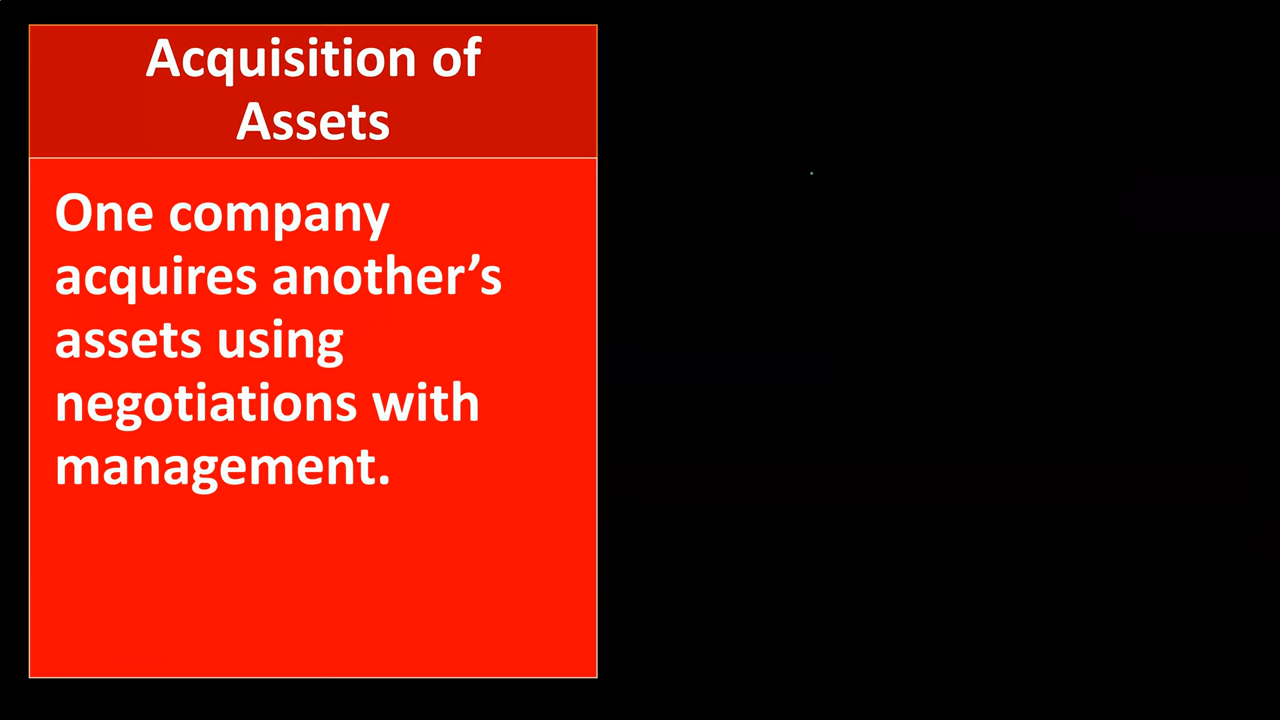 Acquisition of
Assets
One company
acquires another’s
assets using
negotiations with
management.